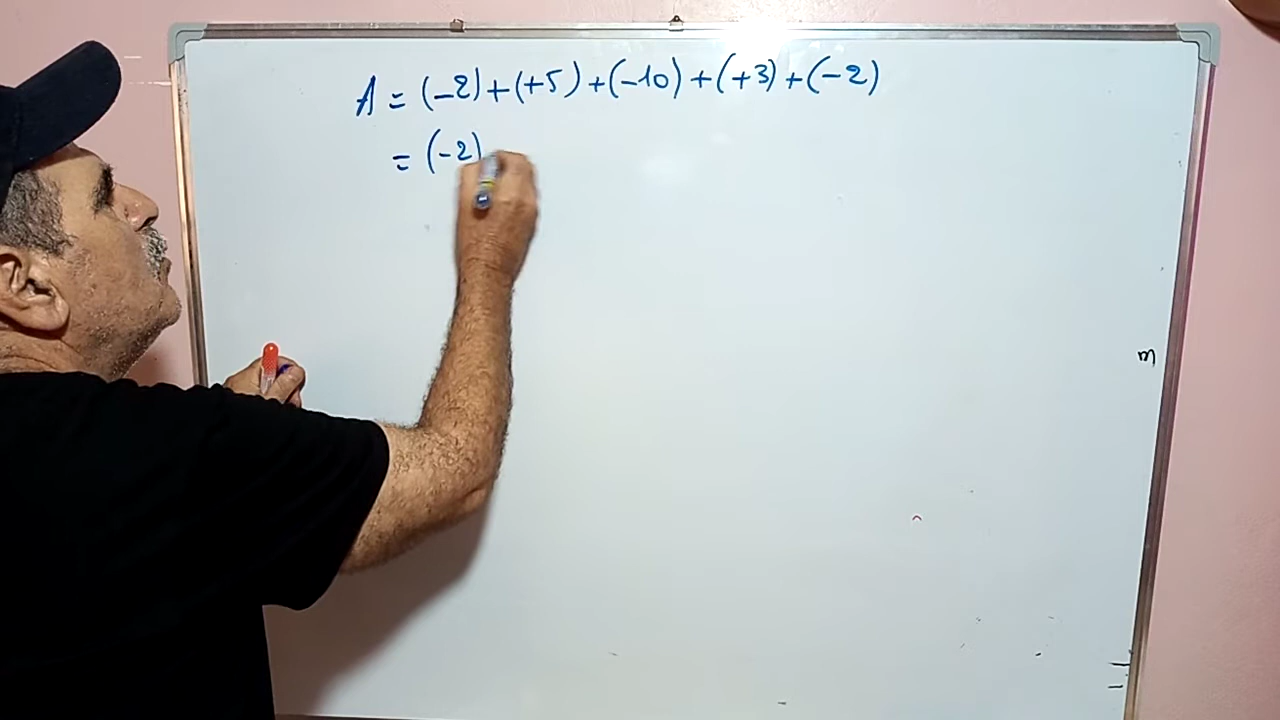 A = (-2)+(+5)+(-10)+(+3)+(-2)
= (-2)